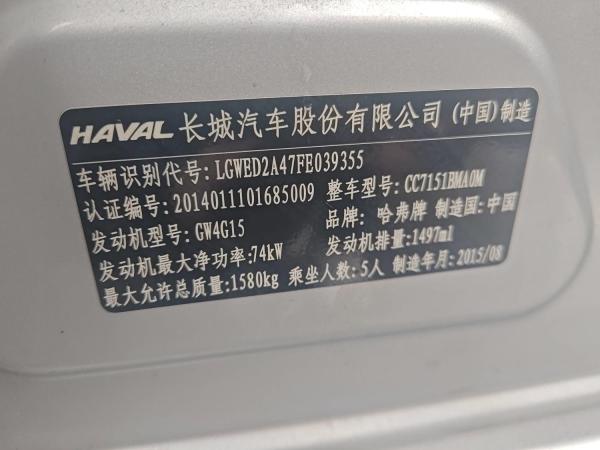 HAVAL 长城汽车股份有限公司 (中国)制造
车辆识别代号:LGWED2A47FE039355
认证编号:2014011101685009 整车型号:CC7151BMA0M
发动机型号:GW4G15 品牌: 哈弗牌 制造国:中国
发动机最大净功率:74kW 发动机排量:1497ml
最大允许总质量:1580kg 乘坐人数:5人 制造年月:2015/08